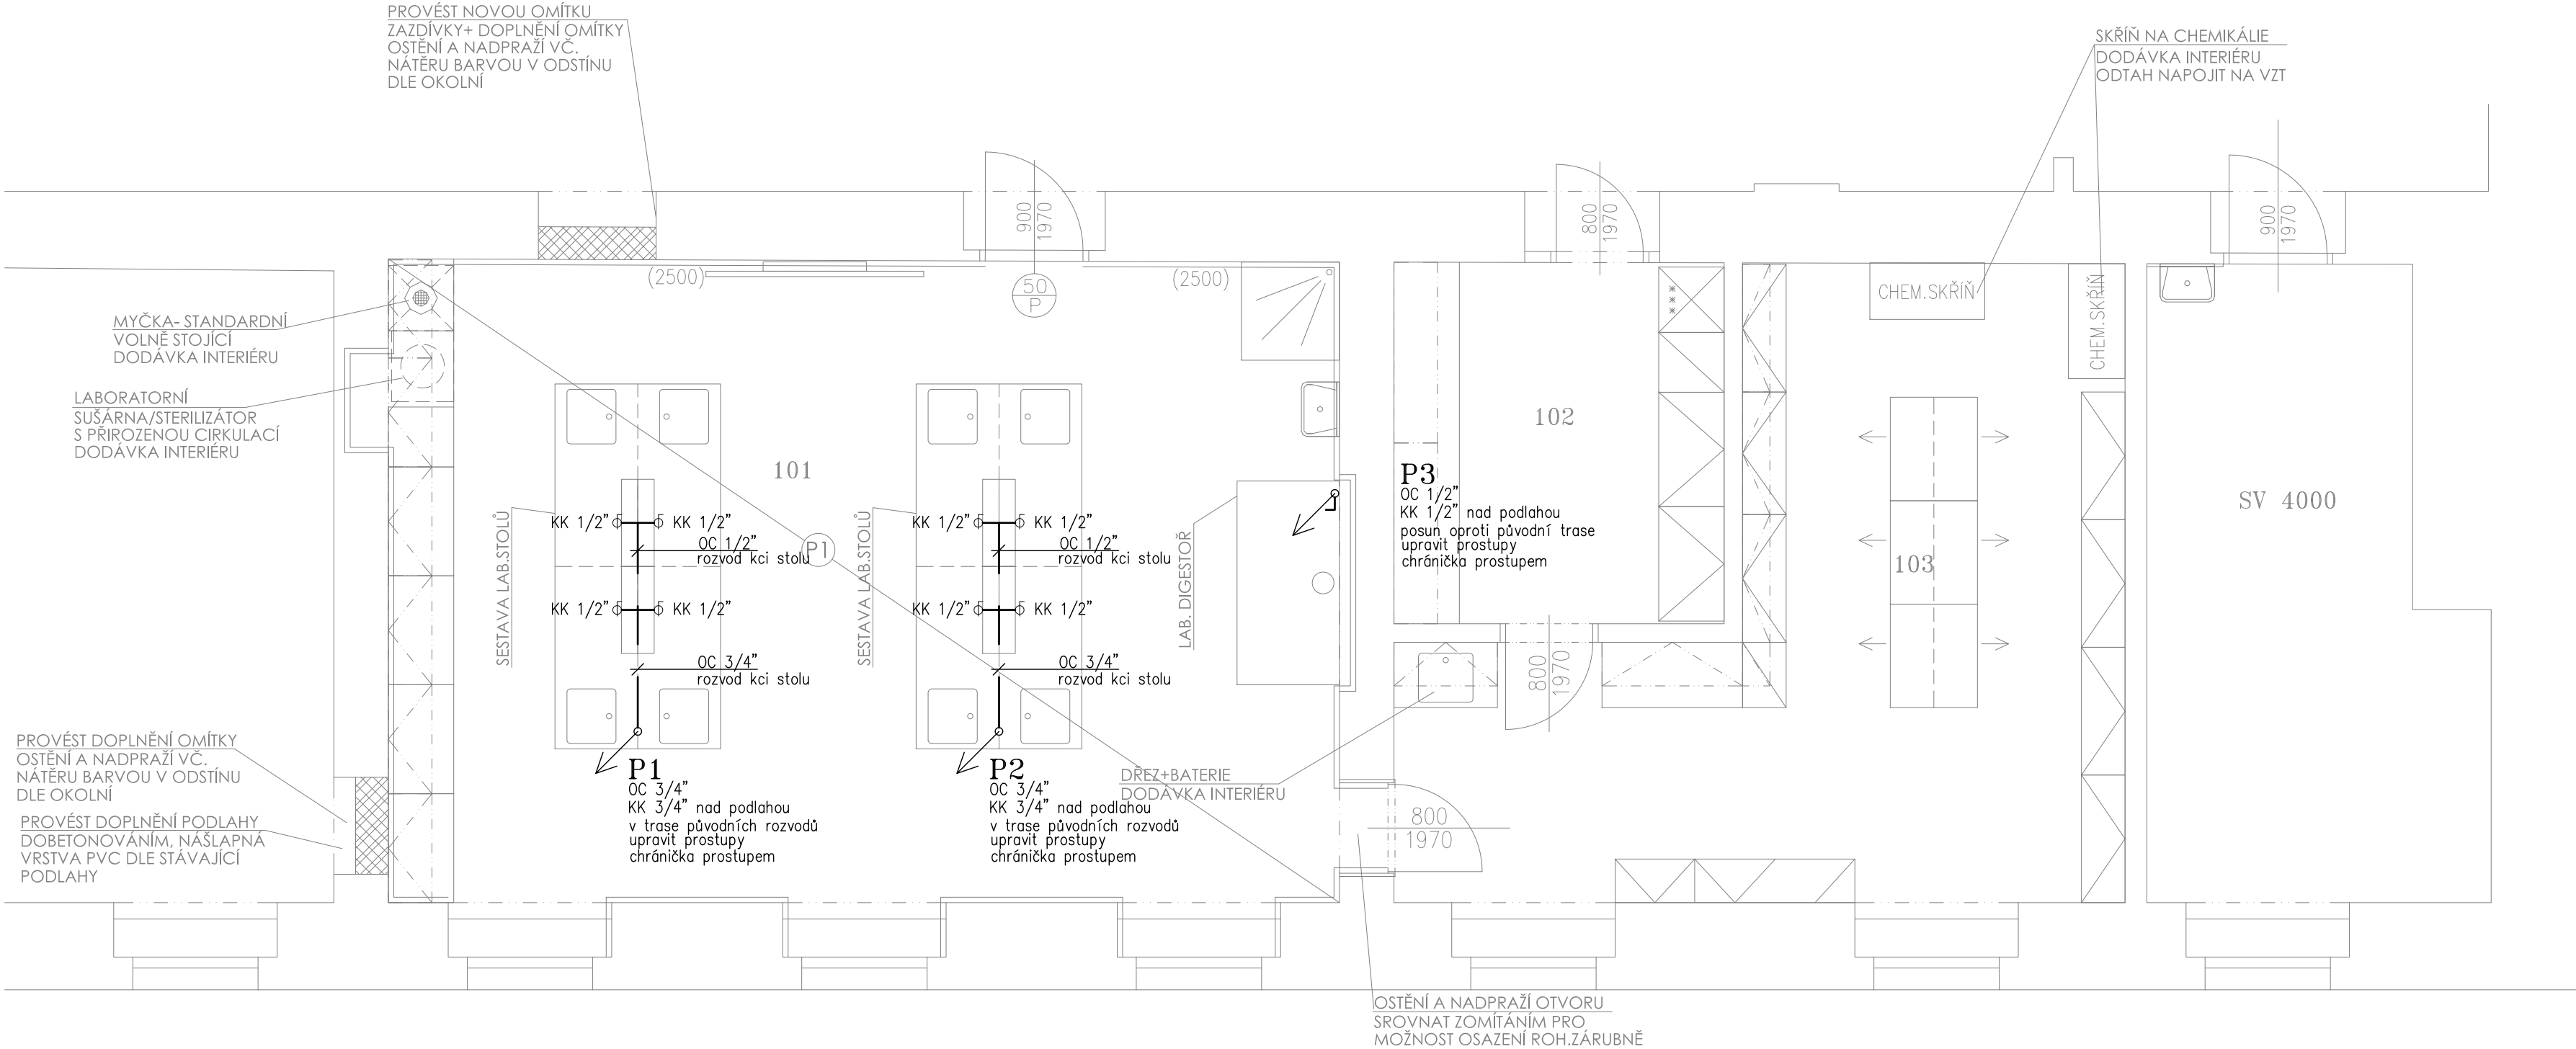 PROVÉST NOVOU OMÍTKU
ZAZDÍVKY+ DOPLNĚNÍ OMÍTKY
OSTĚNÍ A NADPRAŽÍ VČ.
NÁTĚRU BARVOU V ODSTÍNU
DLE OKOLNÍ
SKŘÍŇ NA CHEMIKÁLIE
DODÁVKA INTERIÉRU
ODTAH NAPOJIT NA VZT
900
1970
800
1970
900
1970
(2500)
50
P
(2500)
CHEM.SKŘÍŇ
CHEM.SKŘÍŇ
MYČKA- STANDARDNÍ
VOLNĚ STOJÍCÍ
DODÁVKA INTERIÉRU
LABORATORNÍ
SUŠÁRNA/STERILIZÁTOR
S PŘIROZENOU CIRKULACÍ
DODÁVKA INTERIÉRU
101
102
103
SV 4000
SESTAVA LAB.STOLŮ
KK 1/2"
KK 1/2"
OC 1/2"
rozvod kci stolu
KK 1/2"
KK 1/2"
OC 3/4"
rozvod kci stolu
P1
SESTAVA LAB.STOLŮ
KK 1/2"
KK 1/2"
OC 1/2"
rozvod kci stolu
KK 1/2"
KK 1/2"
OC 3/4"
rozvod kci stolu
LAB. DIGESTOŘ
P3
OC 1/2"
KK 1/2" nad podlahou
posun oproti původní trase
upravit prostupy
chránička prostupem
800
1970
P1
OC 3/4"
KK 3/4" nad podlahou
v trase původních rozvodů
upravit prostupy
chránička prostupem
P2
OC 3/4"
KK 3/4" nad podlahou
v trase původních rozvodů
upravit prostupy
chránička prostupem
DŘEZ+BATERIE
DODÁVKA INTERIÉRU
800
1970
PROVÉST DOPLNĚNÍ OMÍTKY
OSTĚNÍ A NADPRAŽÍ VČ.
NÁTĚRU BARVOU V ODSTÍNU
DLE OKOLNÍ
PROVÉST DOPLNĚNÍ PODLAHY
DOBETONOVÁNÍM, NÁŠLAPNÁ
VRSTVA PVC DLE STÁVAJÍCÍ
PODLAHY
OSTĚNÍ A NADPRAŽÍ OTVORU
SROVNAT ZOMÍTÁNÍM PRO
MOŽNOST OSAZENÍ ROH.ZÁRUBNĚ